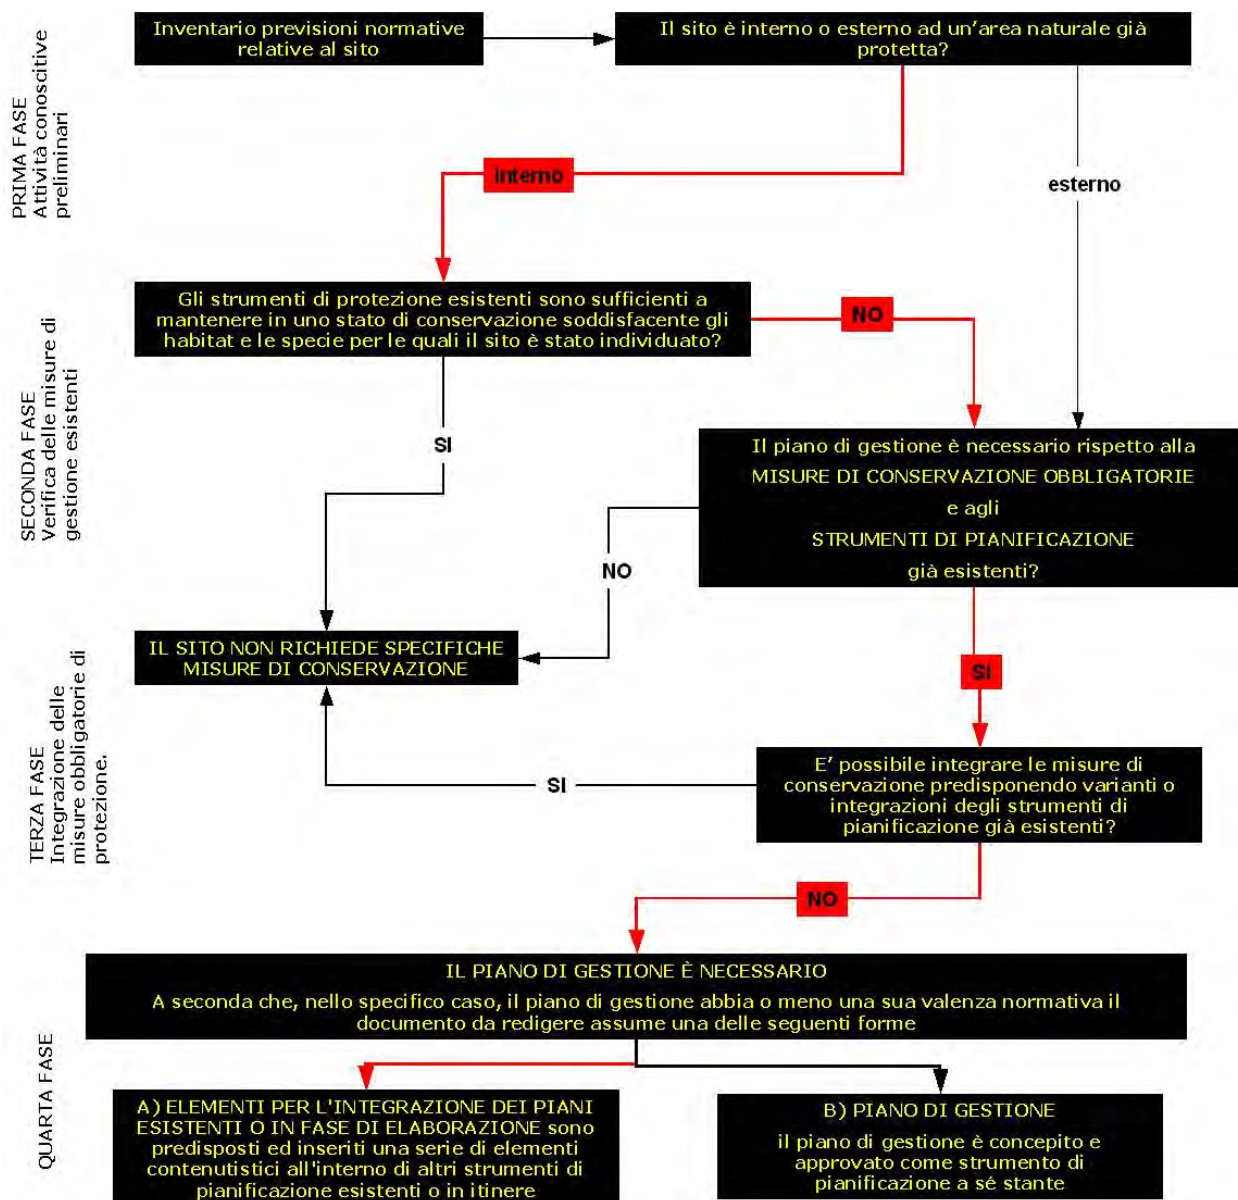 PRIMA FASE
Attività conoscitive
preliminari
Inventario previsioni normative
relative al sito
Il sito è interno o esterno ad un'area naturale già
protetta?
Interno
esterno
SECONDA FASE
Verifica delle misure di
gestione esistenti
Gli strumenti di protezione esistenti sono sufficienti a
mantenere in uno stato di conservazione soddisfacente gli
habitat e le specie per le quali il sito è stato individuato?
NO
SI
Il piano di gestione è necessario rispetto alla
MISURE DI CONSERVAZIONE OBBLIGATORIE
e agli
STRUMENTI DI PIANIFICAZIONE
già esistenti?
NO
SI
TERZA FASE
Integrazione delle
misure obbligatorie di
protezione.
IL SITO NON RICHIEDE SPECIFICHE
MISURE DI CONSERVAZIONE
E' possibile integrare le misure di
conservazione predisponendo varianti o
integrazioni degli strumenti di
pianificazione già esistenti?
SI
NO
QUARTA FASE
IL PIANO DI GESTIONE È NECESSARIO
A seconda che, nello specifico caso, il piano di gestione abbia o meno una sua valenza normativa il
documento da redigere assume una delle seguenti forme
A) ELEMENTI PER L'INTEGRAZIONE DEI PIANI
ESISTENTI O IN FASE DI ELABORAZIONE sono
predisposti ed inseriti una serie di elementi
contenutistici all'interno di altri strumenti di
pianificazione esistenti o in itinere
B) PIANO DI GESTIONE
il piano di gestione è concepito e
approvato come strumento di
pianificazione a sé stante